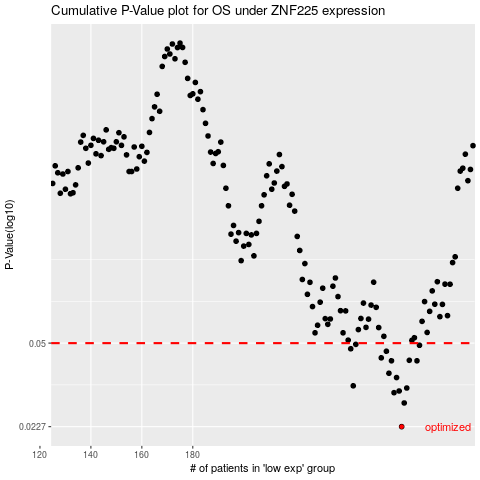 Cumulative P-Value plot for OS under ZNF225 expression
P-Value(log10)
0.05
0.0227
optimized
120 140 160 180
# of patients in 'low exp' group